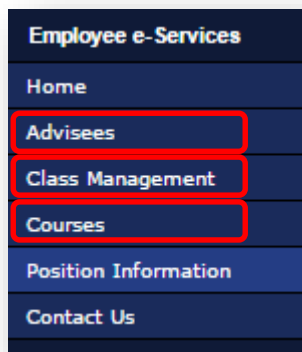 Employee e-Services
Home
Advisees
Class Management
Courses
Position Information
Contact Us